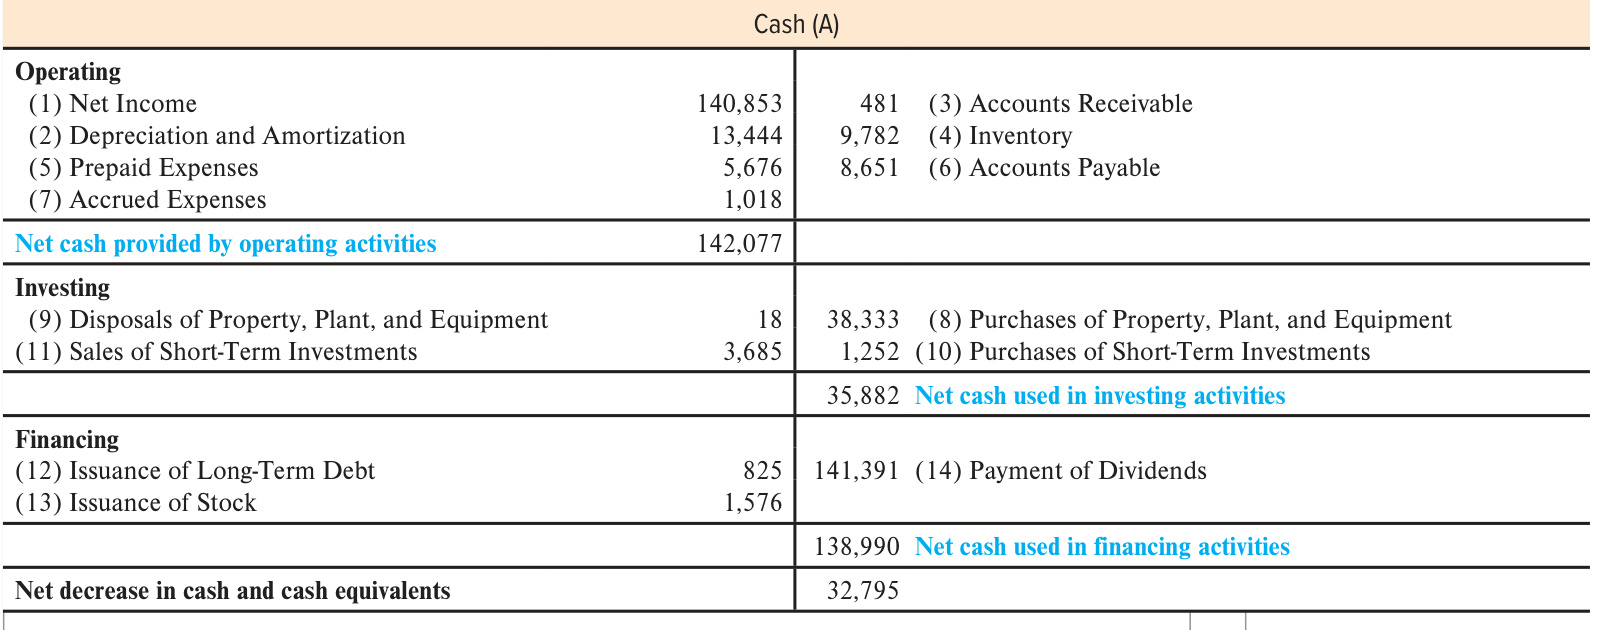 Cash (A)
Operating
(1) Net Income 140,853 481 (3) Accounts Receivable
(2) Depreciation and Amortization 13,444 9,782 (4) Inventory
(5) Prepaid Expenses 5,676 8,651 (6) Accounts Payable
(7) Accrued Expenses 1,018
Net cash provided by operating activities 142,077
Investing
(9) Disposals of Property, Plant, and Equipment 18 38,333 (8) Purchases of Property, Plant, and Equipment
(11) Sales of Short-Term Investments 3,685 1,252 (10) Purchases of Short-Term Investments
35,882 Net cash used in investing activities
Financing
(12) Issuance of Long-Term Debt 825 141,391 (14) Payment of Dividends
(13) Issuance of Stock 1,576
138,990 Net cash used in financing activities
Net decrease in cash and cash equivalents 32,795